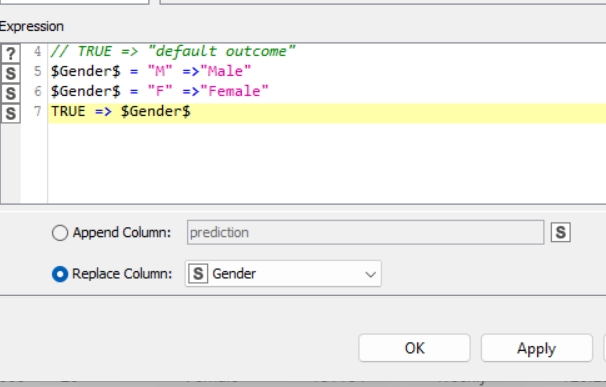 Expression
? 4 // TRUE => "default outcome"
S 5 $Gender$ = "M" =>"Male"
S 6 $Gender$ = "F" =>"Female"
S 7 TRUE => $Gender$
Append Column: prediction S
Replace Column: S Gender
OK Apply